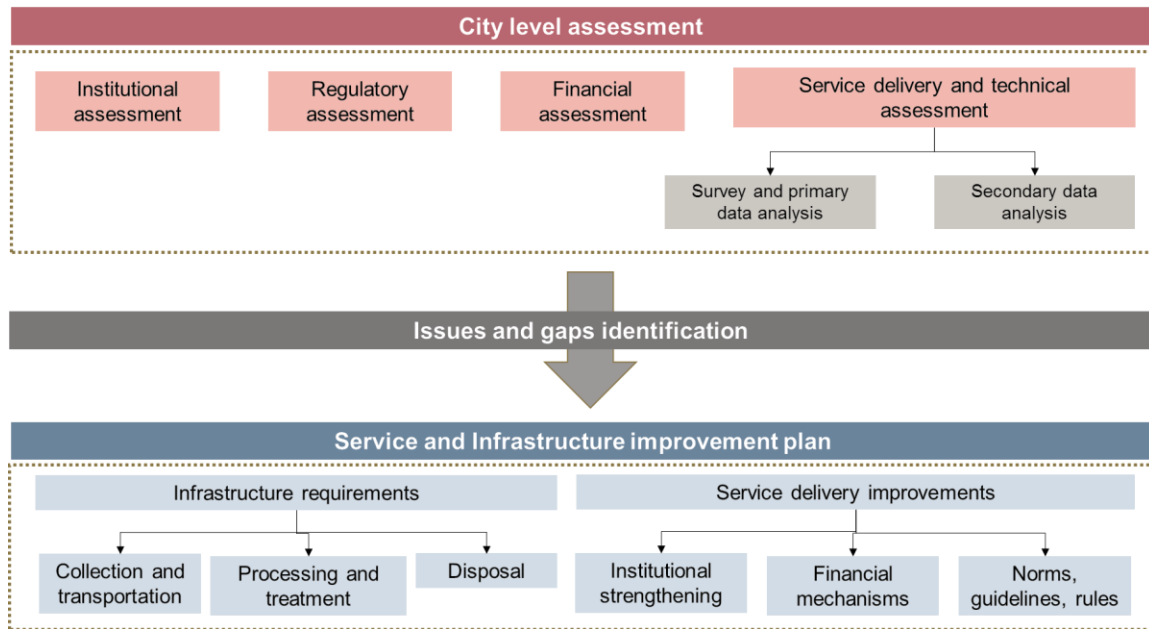 City level assessment
Institutional
assessment
Regulatory
assessment
Financial
assessment
Service delivery and technical
assessment
Survey and primary
data analysis
Secondary data
analysis
Issues and gaps identification
Service and Infrastructure improvement plan
Infrastructure requirements
Service delivery improvements
Collection and
transportation
Processing and
treatment
Disposal
Institutional
strengthening
Financial
mechanisms
Norms,
guidelines, rules